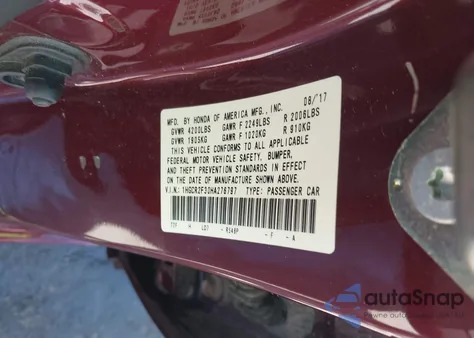 MFD. BY HONDA OF AMERICA MFG., INC. 08/'17
GVWR 4200LBS GAWR F 2249LBS R 2006LBS
GVWR 1905KG GAWR F 1020KG R 910KG
THIS VEHICLE CONFORMS TO ALL APPLICABLE
FEDERAL MOTOR VEHICLE SAFETY, BUMPER,
AND THEFT PREVENTION STANDARDS IN EFFECT
ON THE DATE OF MANUFACTURE SHOWN ABOVE.
V.I.N.: 1HGCR2F30HA276797 TYPE: PASSENGER CAR
R548P - F - A
autoSnap